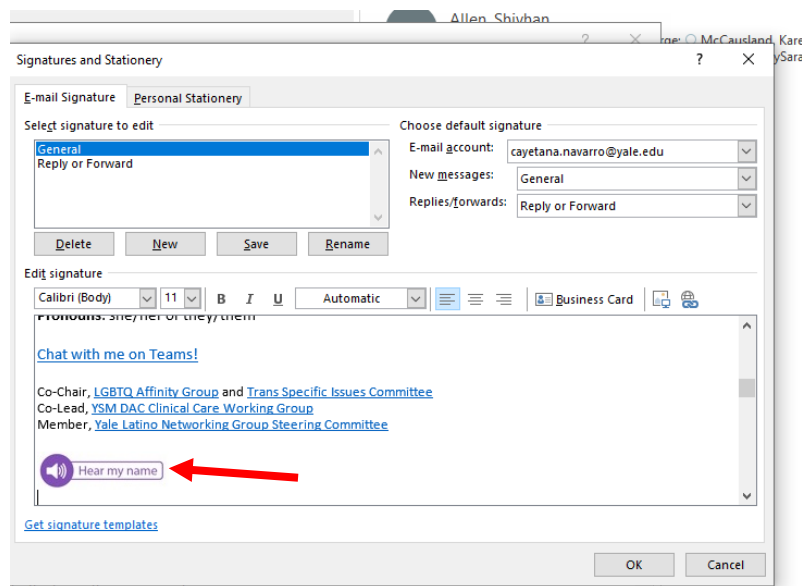 Allen, Shivhan
? × rge: McCausland, Kare
ySara
Signatures and Stationery ? ×
E-mail Signature Personal Stationery
Select signature to edit
General
Reply or Forward
Delete New Save Rename
Choose default signature
E-mail account: cayetana.navarro@yale.edu
New messages: General
Replies/forwards: Reply or Forward
Edit signature
Calibri (Body) 11 B I U Automatic Business Card
Pronouns: she/her or they/them
Chat with me on Teams!
Co-Chair, LGBTQ Affinity Group and Trans Specific Issues Committee
Co-Lead, YSM DAC Clinical Care Working Group
Member, Yale Latino Networking Group Steering Committee
Hear my name
Get signature templates
OK Cancel